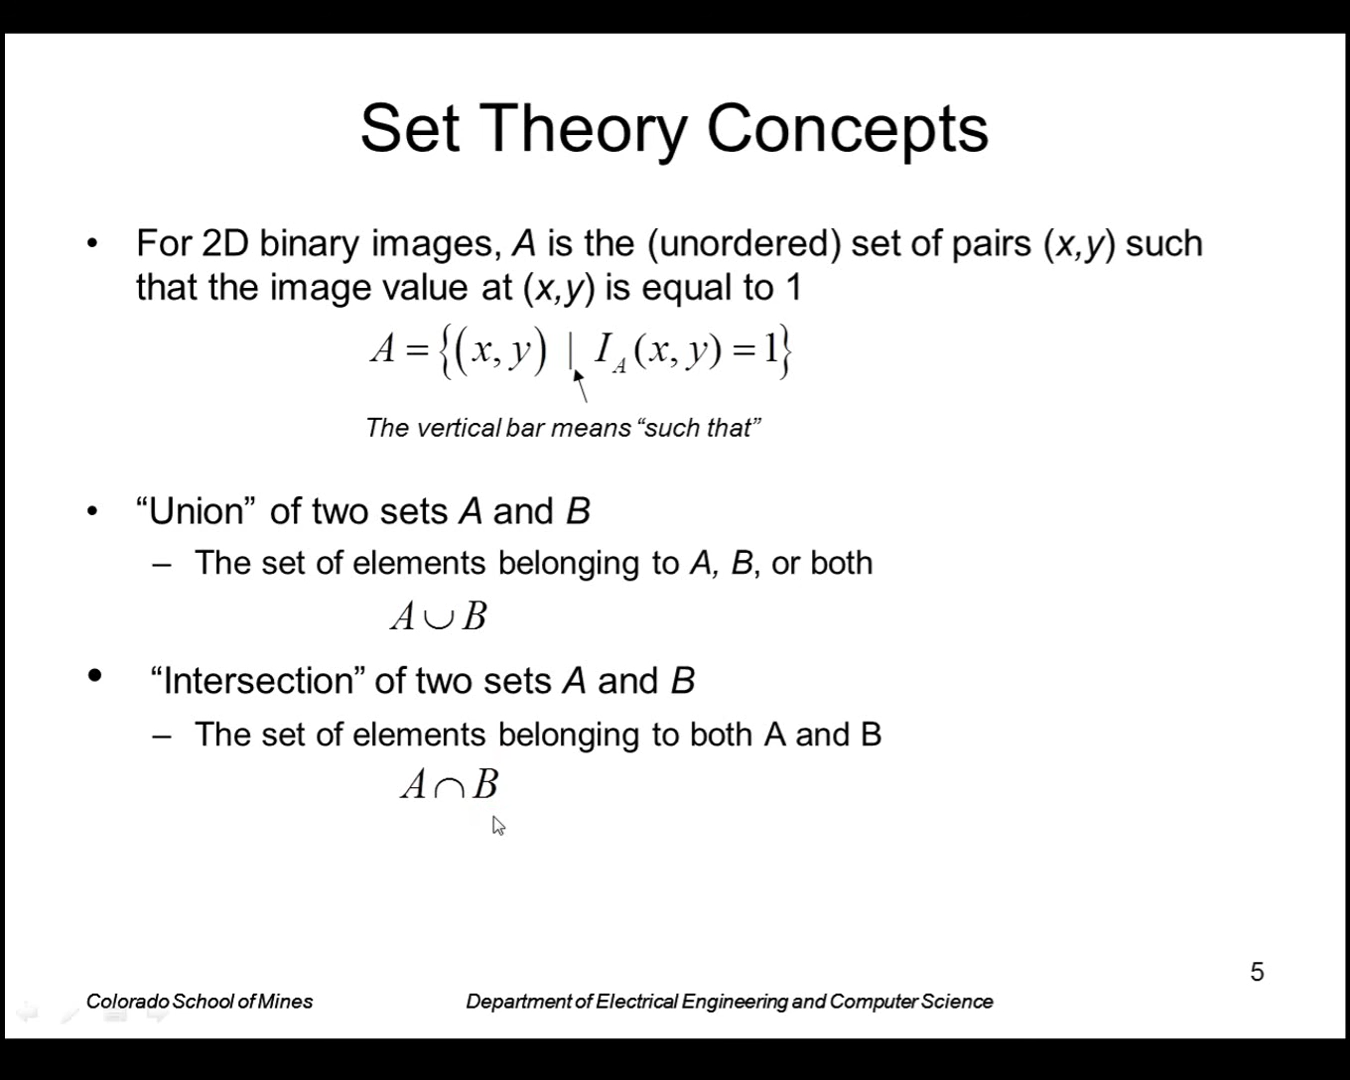 Set Theory Concepts
• For 2D binary images, A is the (unordered) set of pairs (x,y) such
that the image value at (x,y) is equal to 1
A = {(x, y) | I_A(x, y) = 1}
The vertical bar means “such that”
• “Union” of two sets A and B
– The set of elements belonging to A, B, or both
A ∪ B
• “Intersection” of two sets A and B
– The set of elements belonging to both A and B
A ∩ B
5
Colorado School of Mines Department of Electrical Engineering and Computer Science